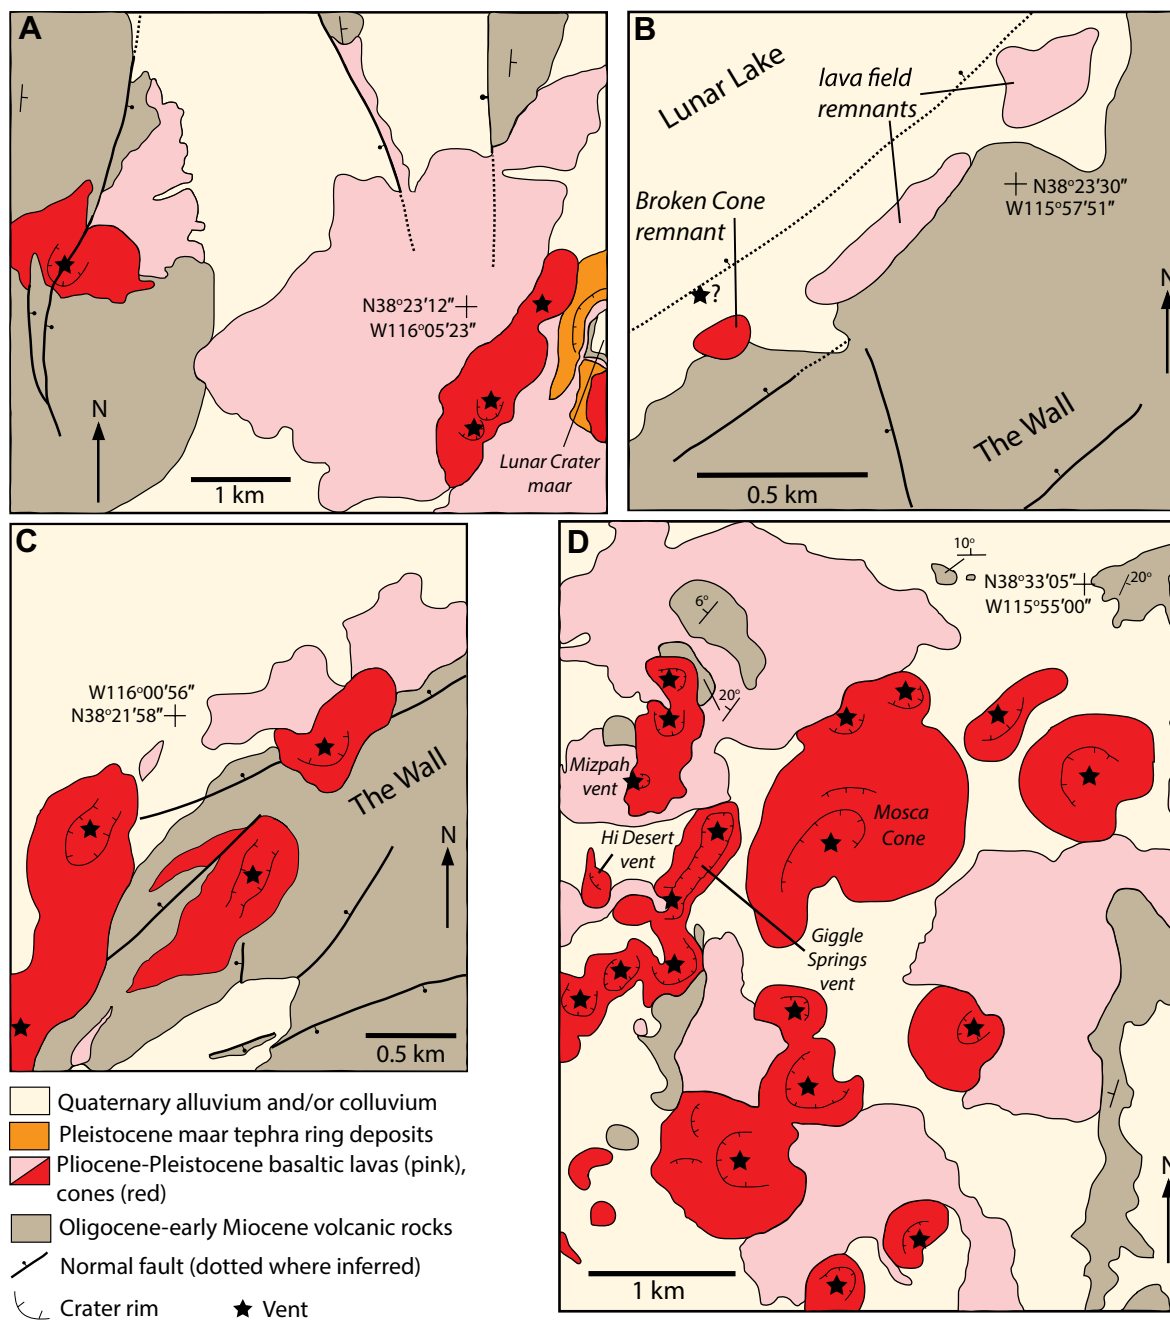 A
N38°23′12″
W116°05′23″
N
1 km
Lunar Crater
maar
B
Lunar Lake
lava field
remnants
N38°23′30″
W115°57′51″
Broken Cone
remnant
?
N
The Wall
0.5 km
C
W116°00′56″
N38°21′58″
The Wall
N
0.5 km
D
10°
N38°33′05″
W115°55′00″
20°
6°
20°
Mizpah
vent
Mosca
Cone
Hi Desert
vent
Giggle
Springs
vent
N
1 km
Quaternary alluvium and/or colluvium
Pleistocene maar tephra ring deposits
Pliocene-Pleistocene basaltic lavas (pink),
cones (red)
Oligocene-early Miocene volcanic rocks
Normal fault (dotted where inferred)
Crater rim
Vent